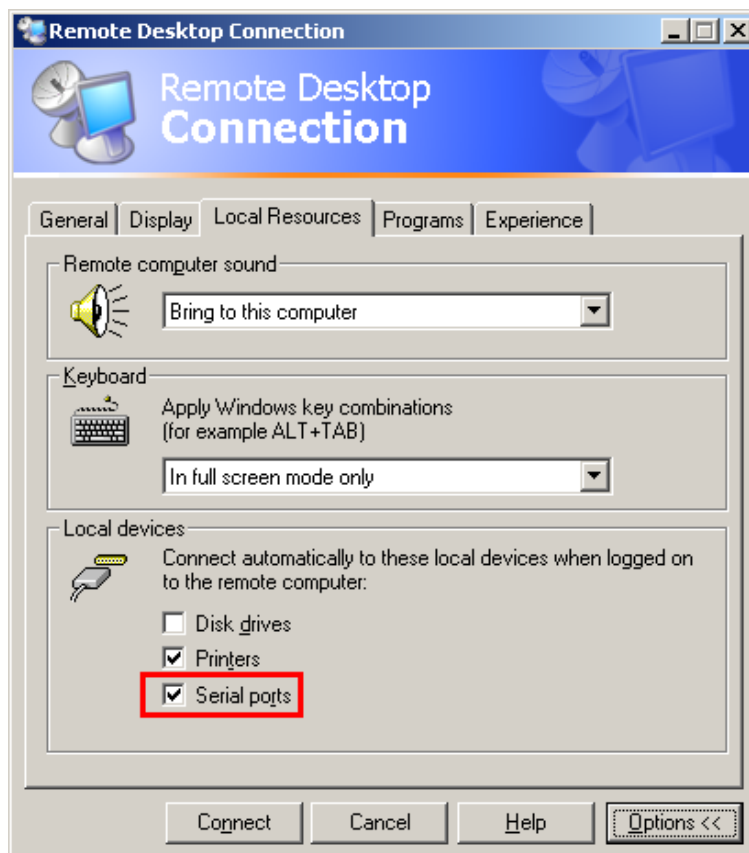 Remote Desktop Connection
Remote Desktop
Connection
General
Display
Local Resources
Programs
Experience
Remote computer sound
Bring to this computer
Keyboard
Apply Windows key combinations
(for example ALT+TAB)
In full screen mode only
Local devices
Connect automatically to these local devices when logged on
to the remote computer:
Disk drives
Printers
Serial ports
Connect
Cancel
Help
Options <<